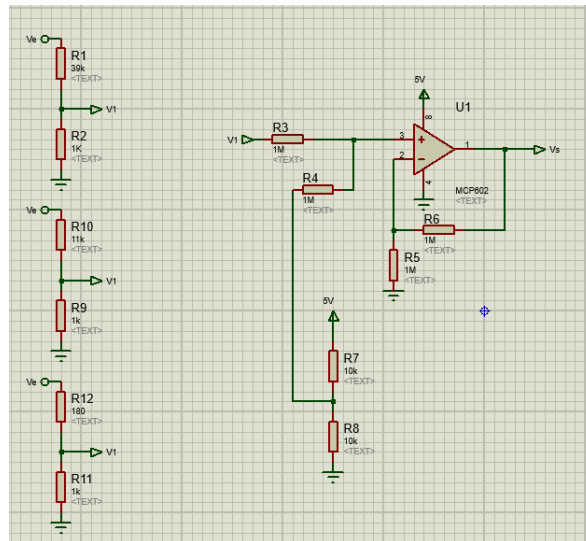 Ve
R1
39k
<TEXT>
V1
R2
1K
<TEXT>
Ve
R10
11k
<TEXT>
V1
R9
1k
<TEXT>
Ve
R12
180
<TEXT>
V1
R11
1k
<TEXT>
5V
U1
8
V1
R3
1M
<TEXT>
3
2
1
Vs
4
MCP602
<TEXT>
R4
1M
<TEXT>
R6
1M
<TEXT>
R5
1M
<TEXT>
5V
R7
10k
<TEXT>
R8
10k
<TEXT>